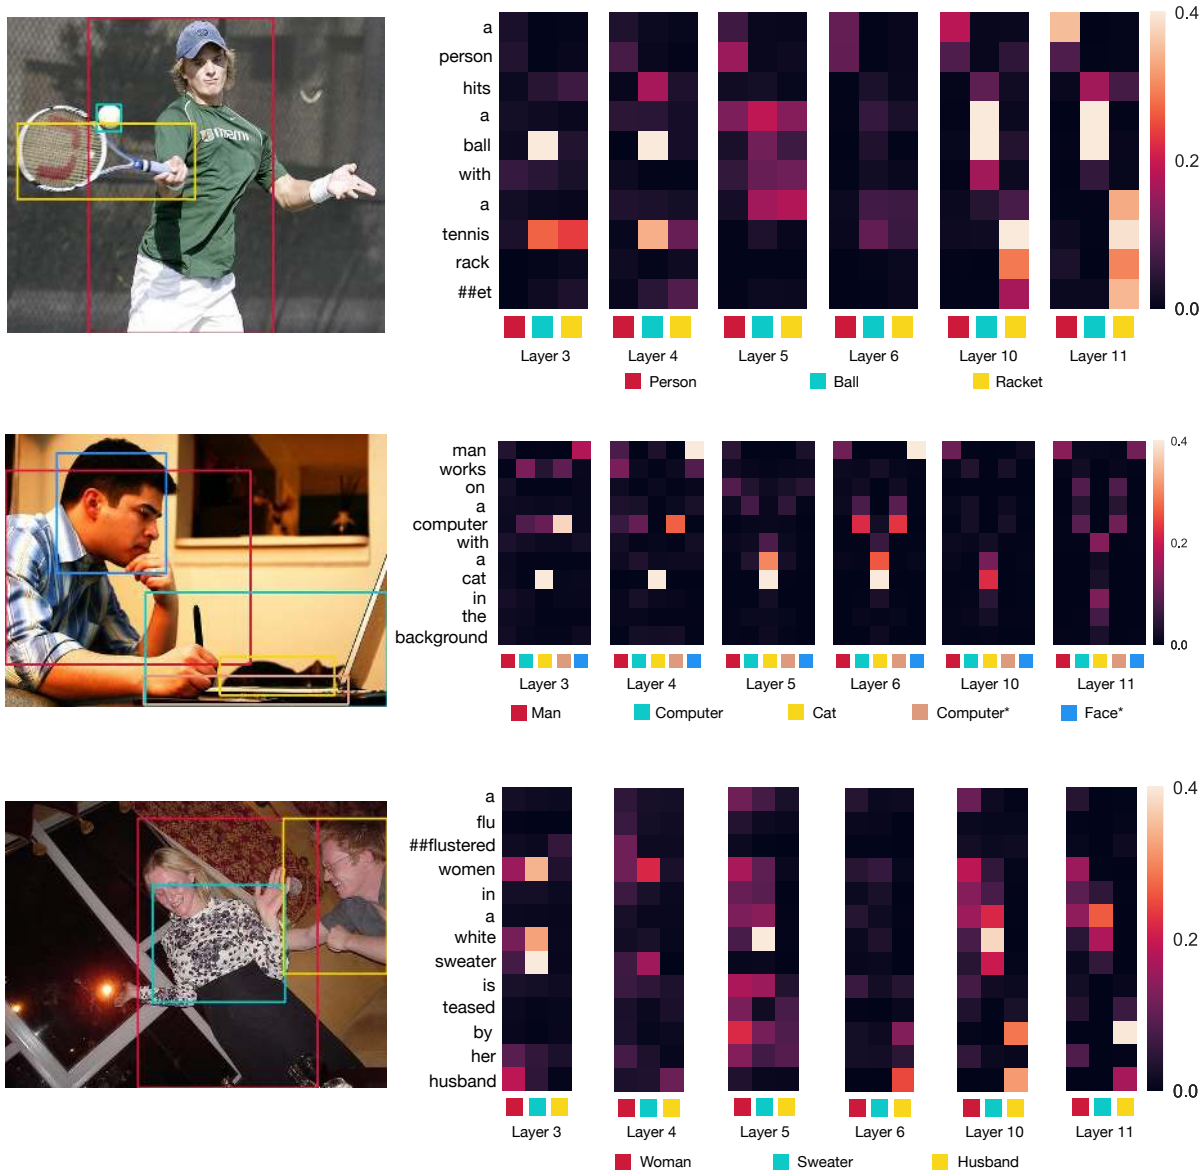 MIAMI
a
person
hits
a
ball
with
a
tennis
rack
##et
0.4
0.2
0.0
Layer 3
Layer 4
Layer 5
Layer 6
Layer 10
Layer 11
Person
Ball
Racket
man
works
on
a
computer
with
a
cat
in
the
background
0.4
0.2
0.0
Layer 3
Layer 4
Layer 5
Layer 6
Layer 10
Layer 11
Man
Computer
Cat
Computer*
Face*
a
flu
##flustered
women
in
a
white
sweater
is
teased
by
her
husband
0.4
0.2
0.0
Layer 3
Layer 4
Layer 5
Layer 6
Layer 10
Layer 11
Woman
Sweater
Husband